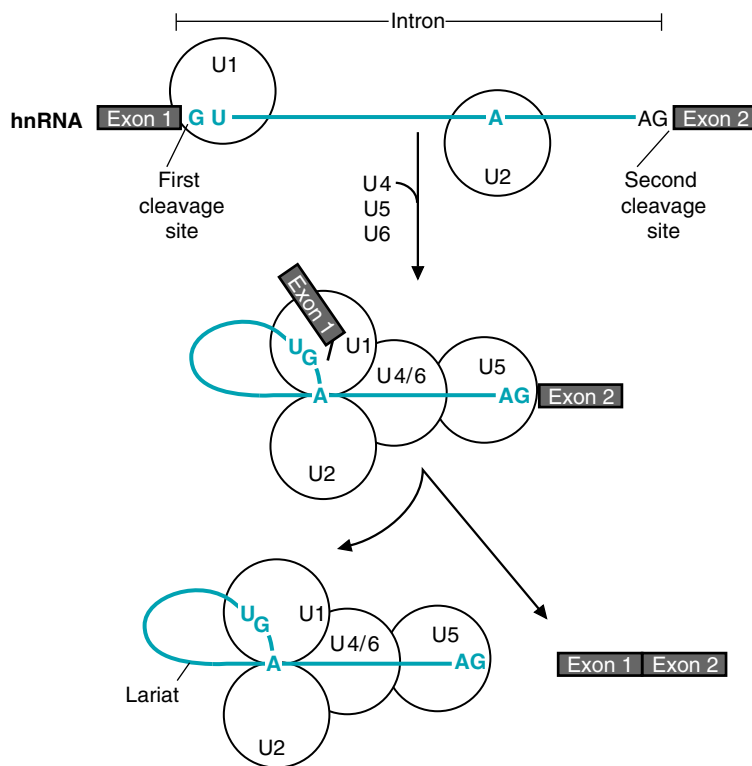 Intron
U1
hnRNA Exon 1 G U A AG Exon 2
U2
First
cleavage
site
U4
U5
U6
Second
cleavage
site
Exon 1
U1
U G
U4/6
U5
A
AG Exon 2
U2
U1
U G
U4/6
U5
A
AG
Lariat
U2
Exon 1 Exon 2